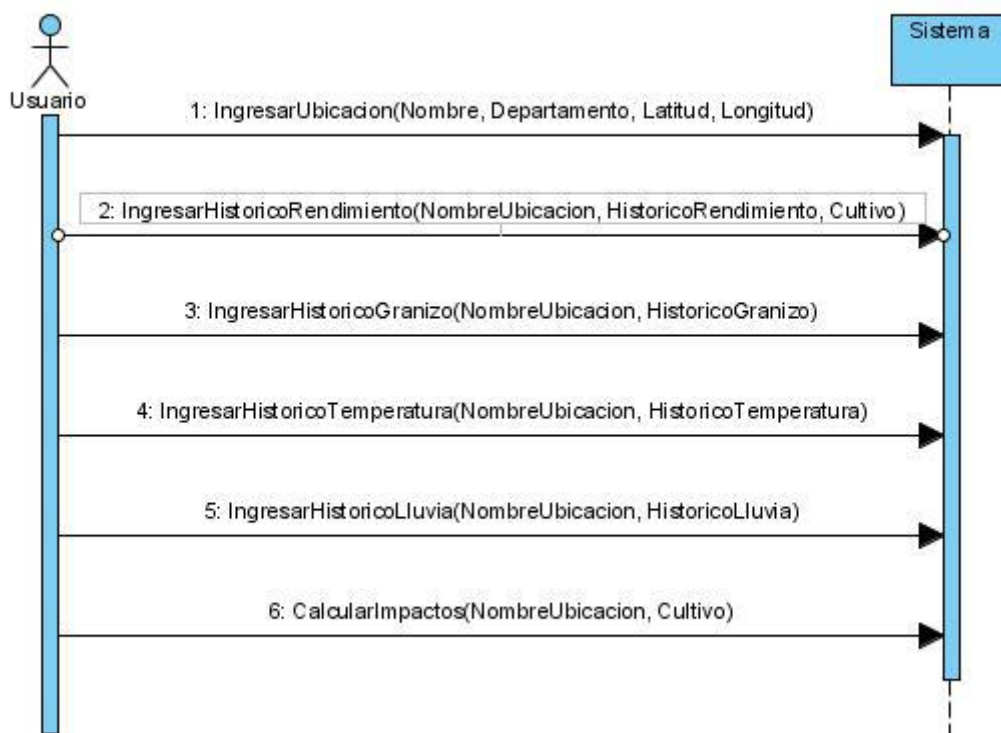 Usuario
Sistema
1: IngresarUbicacion(Nombre, Departamento, Latitud, Longitud)
2: IngresarHistoricoRendimiento(NombreUbicacion, HistoricoRendimiento, Cultivo)
3: IngresarHistoricoGranizo(NombreUbicacion, HistoricoGranizo)
4: IngresarHistoricoTemperatura(NombreUbicacion, HistoricoTemperatura)
5: IngresarHistoricoLluvia(NombreUbicacion, HistoricoLluvia)
6: CalcularImpactos(NombreUbicacion, Cultivo)